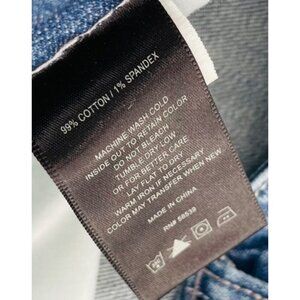 99% COTTON / 1% SPANDEX
MACHINE WASH COLD
INSIDE OUT TO RETAIN COLOR
DO NOT BLEACH
TUMBLE DRY LOW
OR FOR BETTER CARE
LAY FLAT TO DRY
WARM IRON IF NECESSARY
COLOR MAY TRANSFER WHEN NEW
MADE IN CHINA
RN# 56539